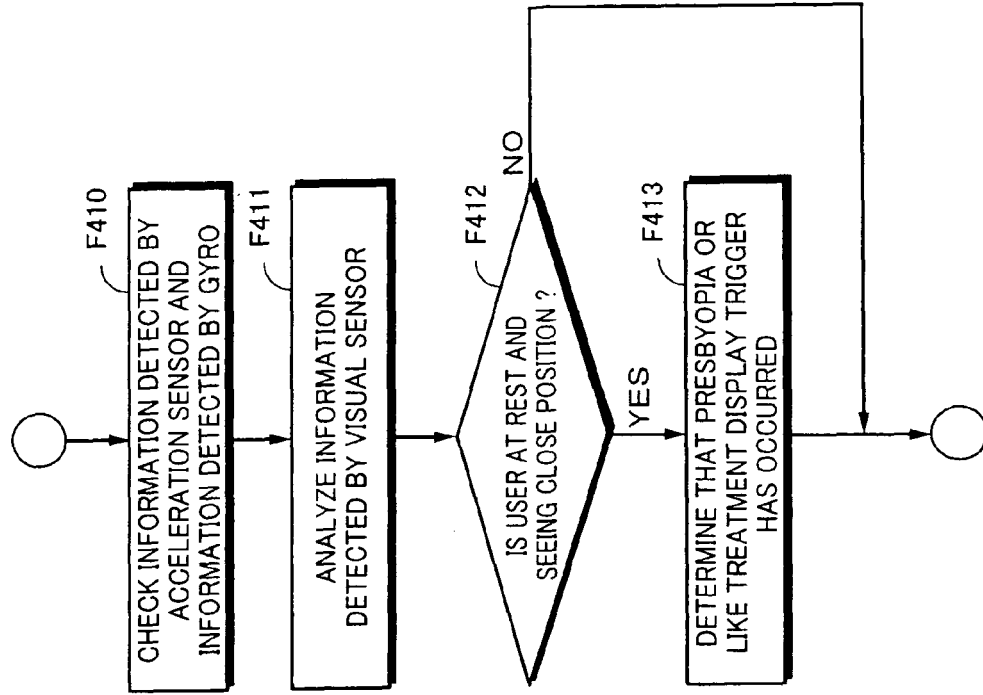 F410
CHECK INFORMATION DETECTED BY
ACCELERATION SENSOR AND
INFORMATION DETECTED BY GYRO
F411
ANALYZE INFORMATION
DETECTED BY VISUAL SENSOR
F412
IS USER AT REST AND
SEEING CLOSE POSITION ?
NO
YES
F413
DETERMINE THAT PRESBYOPIA OR
LIKE TREATMENT DISPLAY TRIGGER
HAS OCCURRED